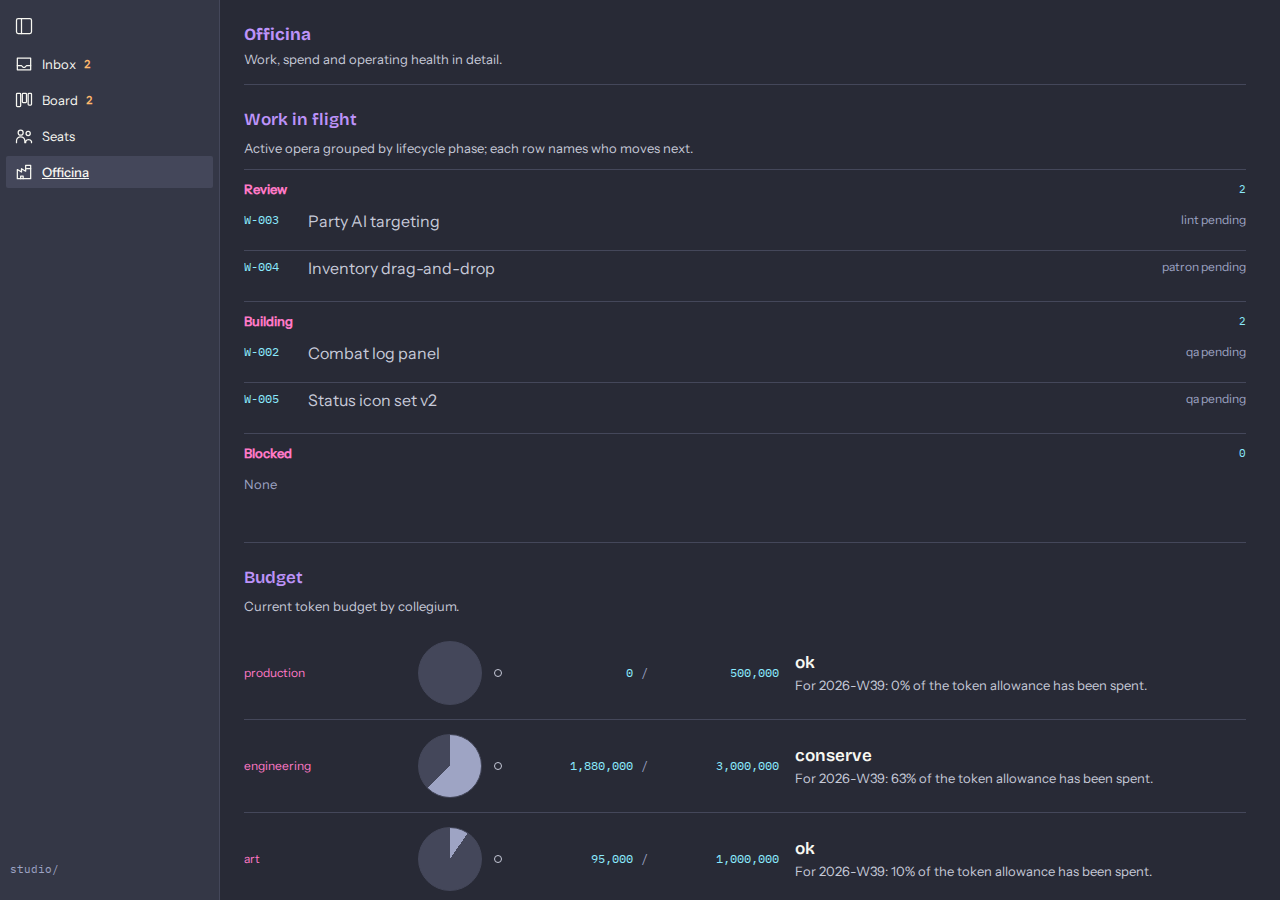 Inbox 2
Board 2
Seats
Officina
studio/
Officina
Work, spend and operating health in detail.
Work in flight
Active opera grouped by lifecycle phase; each row names who moves next.
Review 2
W-003 Party AI targeting lint pending
W-004 Inventory drag-and-drop patron pending
Building 2
W-002 Combat log panel qa pending
W-005 Status icon set v2 qa pending
Blocked 0
None
Budget
Current token budget by collegium.
production 0 / 500,000 ok
For 2026-W39: 0% of the token allowance has been spent.
engineering 1,880,000 / 3,000,000 conserve
For 2026-W39: 63% of the token allowance has been spent.
art 95,000 / 1,000,000 ok
For 2026-W39: 10% of the token allowance has been spent.